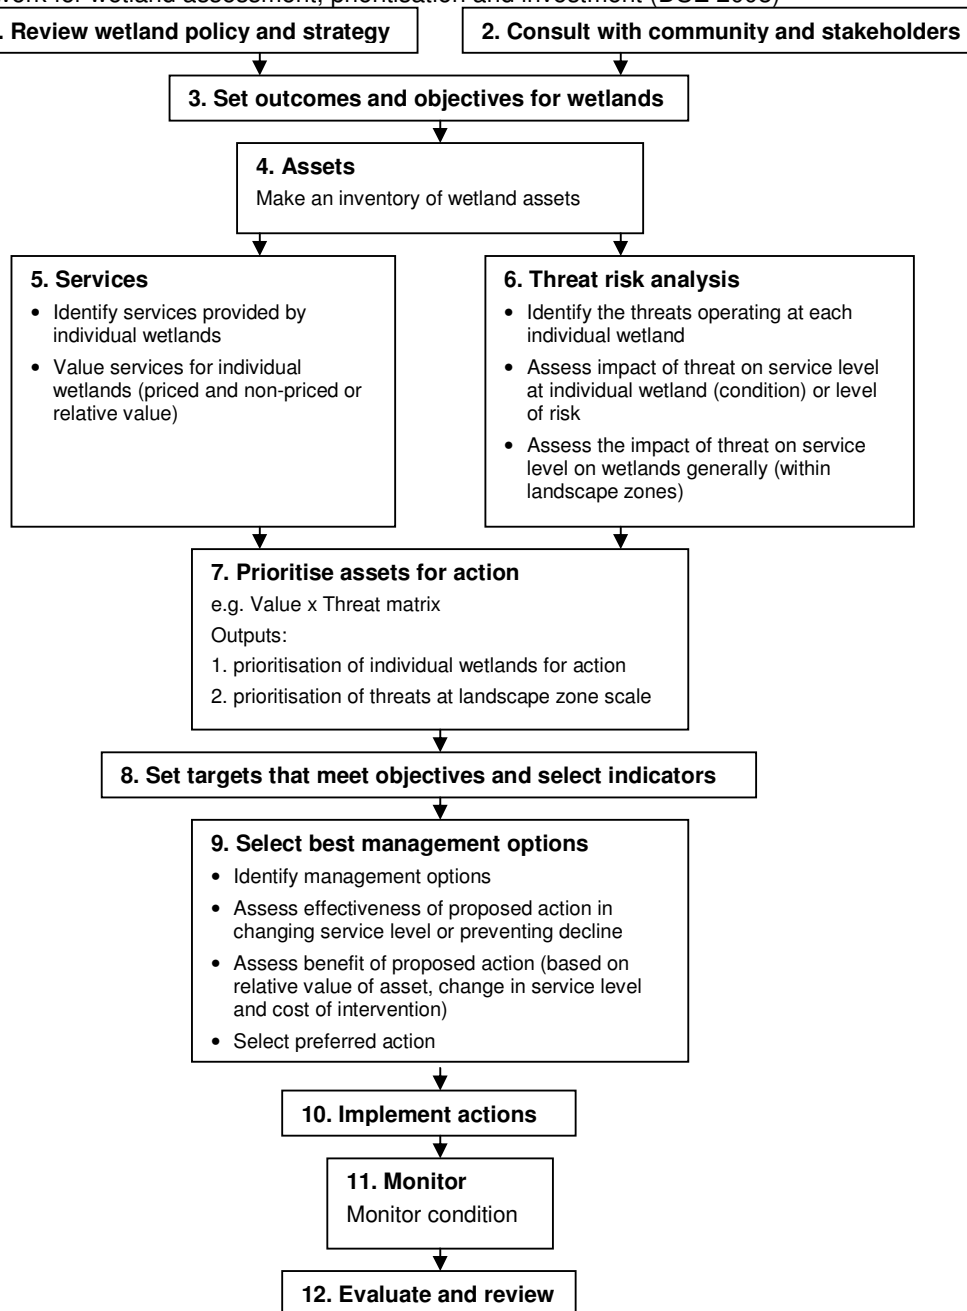 work for wetland assessment, prioritisation and investment (DSE 2005)
. Review wetland policy and strategy
2. Consult with community and stakeholders
3. Set outcomes and objectives for wetlands
4. Assets
Make an inventory of wetland assets
5. Services
• Identify services provided by
individual wetlands
• Value services for individual
wetlands (priced and non-priced or
relative value)
6. Threat risk analysis
• Identify the threats operating at each
individual wetland
• Assess impact of threat on service level
at individual wetland (condition) or level
of risk
• Assess the impact of threat on service
level on wetlands generally (within
landscape zones)
7. Prioritise assets for action
e.g. Value x Threat matrix
Outputs:
1. prioritisation of individual wetlands for action
2. prioritisation of threats at landscape zone scale
8. Set targets that meet objectives and select indicators
9. Select best management options
• Identify management options
• Assess effectiveness of proposed action in
changing service level or preventing decline
• Assess benefit of proposed action (based on
relative value of asset, change in service level
and cost of intervention)
• Select preferred action
10. Implement actions
11. Monitor
Monitor condition
12. Evaluate and review